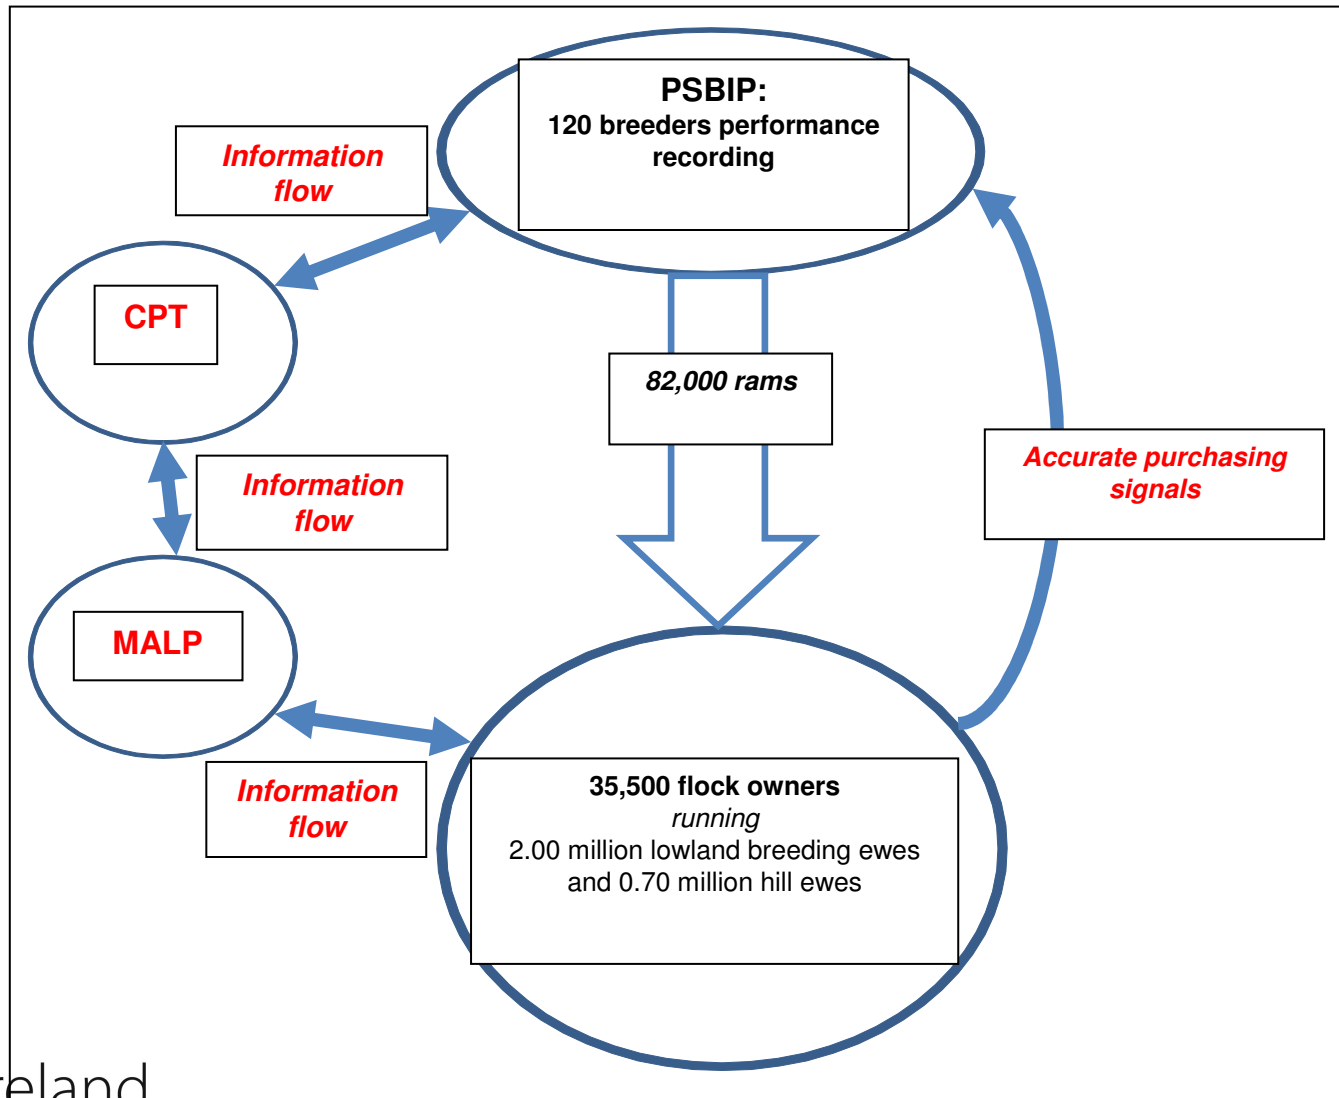 PSBIP:
120 breeders performance
recording
Information
flow
CPT
82,000 rams
Accurate purchasing
signals
Information
flow
MALP
Information
flow
35,500 flock owners
running
2.00 million lowland breeding ewes
and 0.70 million hill ewes
reland